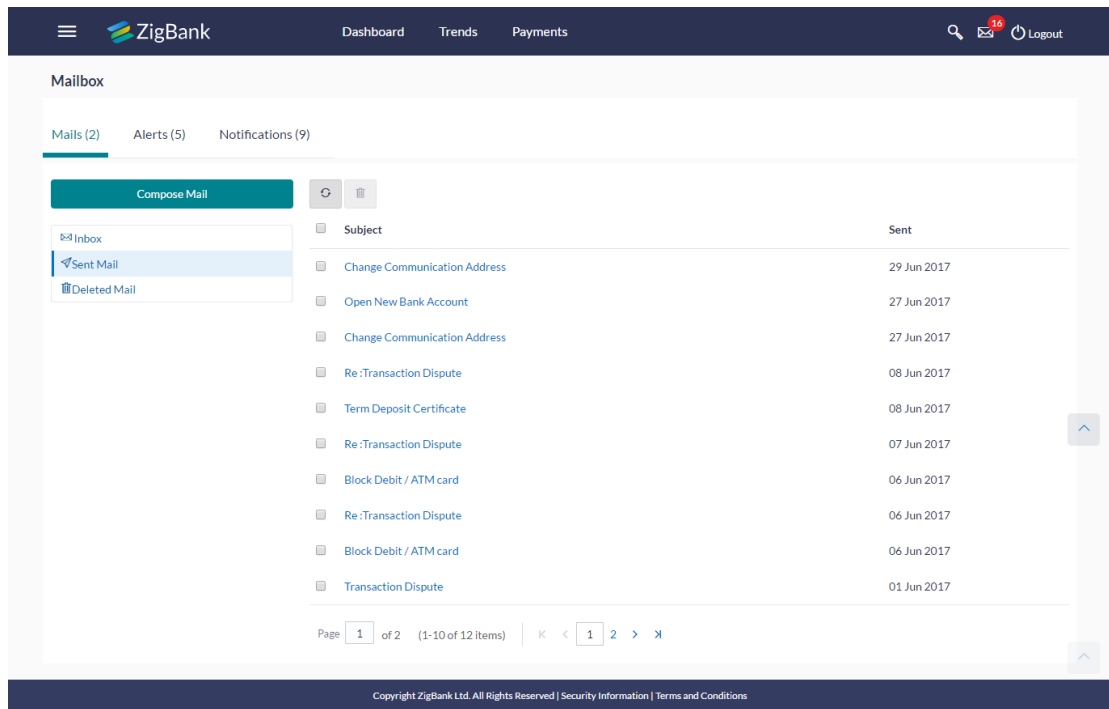 ZigBank Dashboard Trends Payments 16 Logout
Mailbox
Mails (2) Alerts (5) Notifications (9)
Compose Mail
Inbox
Sent Mail
Deleted Mail
Subject Sent
Change Communication Address 29 Jun 2017
Open New Bank Account 27 Jun 2017
Change Communication Address 27 Jun 2017
Re :Transaction Dispute 08 Jun 2017
Term Deposit Certificate 08 Jun 2017
Re :Transaction Dispute 07 Jun 2017
Block Debit / ATM card 06 Jun 2017
Re :Transaction Dispute 06 Jun 2017
Block Debit / ATM card 06 Jun 2017
Transaction Dispute 01 Jun 2017
Page 1 of 2 (1-10 of 12 items) 1 2
Copyright ZigBank Ltd. All Rights Reserved | Security Information | Terms and Conditions